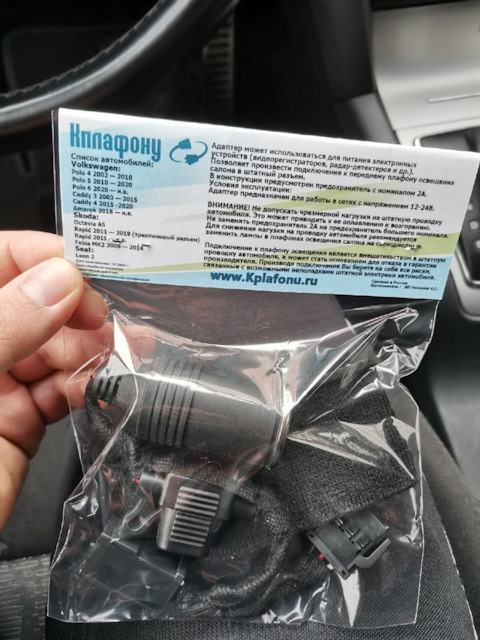 Кплафону
Список автомобилей:
Volkswagen:
Polo 4 2002 — 2010
Polo 5 2010 — 2020
Polo 6 2020 — н.в.
Caddy 3 2003 — 2015
Caddy 4 2015 -2020
Amarok 2016 — н.в.
Skoda:
Octavia A5
Rapid 2011 — 2019 (трехпиновый разъем)
Rapid 2015
Fabia MK2 2006 — 2014
Seat:
Leon 2
Адаптер может использоваться для питания электронных
устройств (видеорегистраторов, радар-детекторов и др.).
Позволяет произвести подключение к переднему плафону освещения
салона в штатный разъем.
В конструкции предусмотрен предохранитель с номиналом 2А.
Условия эксплуатации:
Адаптер предназначен для работы в сетях с напряжением 12-24В.
ВНИМАНИЕ! Не допускать чрезмерной нагрузки на штатную проводку
автомобиля. Это может приводить к ее оплавлению и возгоранию.
Не заменять предохранитель 2А на предохранитель большего номинала.
Для снижения нагрузки на проводку автомобиля рекомендуется
заменить лампы в плафонах освещения салона на
Подключение к плафону освещения является вмешательством в штатную
проводку автомобиля, и может стать основанием для отказа в гарантии
производителя. Производя подключение Вы берете на себя все риски,
связанные с возможными неполадками штатной электрики автомобиля.
www.Kplafonu.ru
Сделано в России